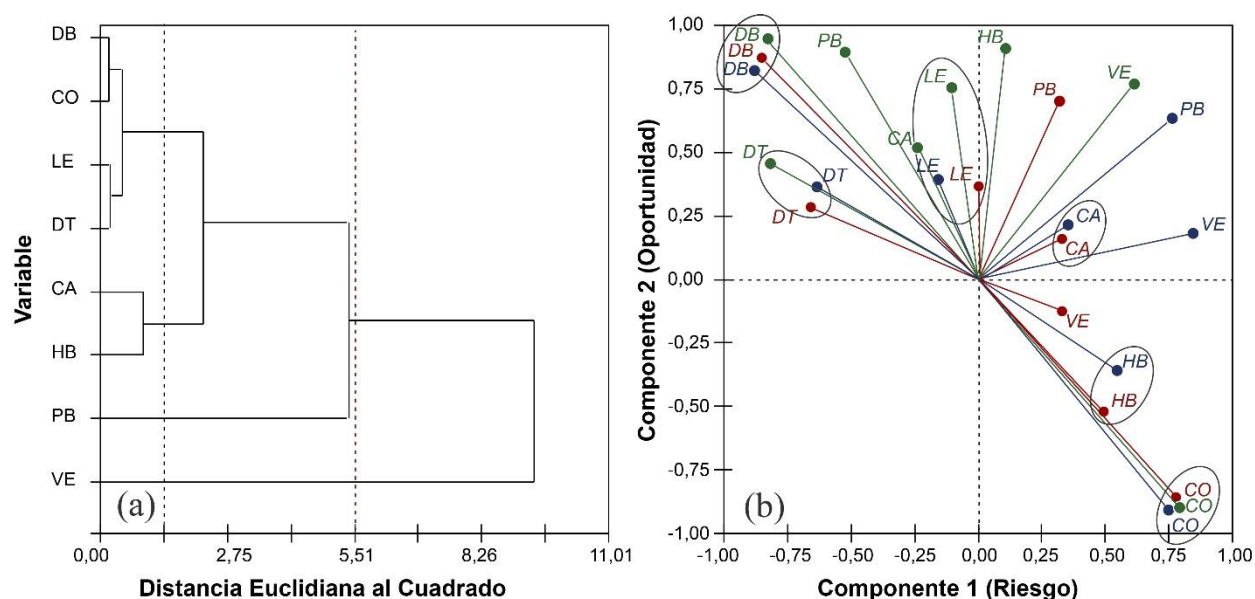 DB
CO
LE
DT
CA
HB
PB
VE
Variable
(a)
0,00 2,75 5,51 8,26 11,01
Distancia Euclidiana al Cuadrado
1,00
0,75
0,50
0,25
0,00
-0,25
-0,50
-0,75
-1,00
Componente 2 (Oportunidad)
DB
DB
DB
PB
HB
LE
PB
VE
PB
CA
DT
DT
LE
LE
DT
CA
CA
VE
VE
HB
HB
CO
CO
CO
(b)
-1,00 -0,75 -0,50 -0,25 0,00 0,25 0,50 0,75 1,00
Componente 1 (Riesgo)